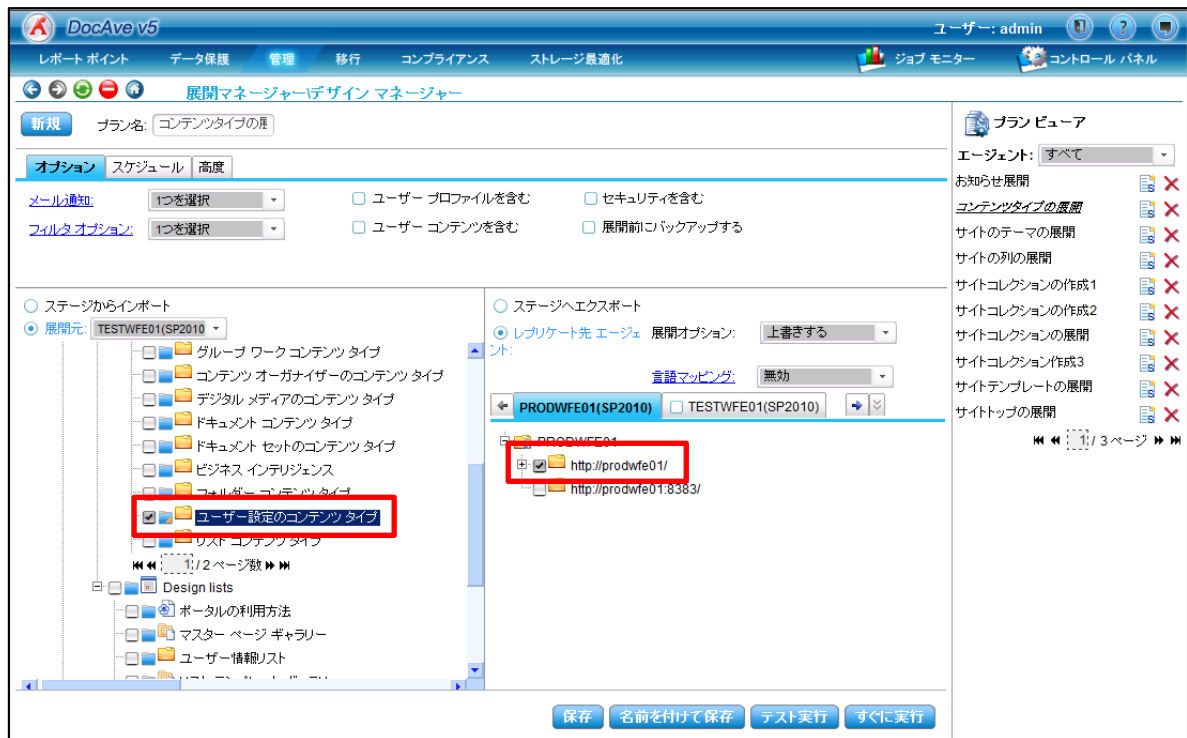 DocAve v5
ユーザー: admin
レポート ポイント データ保護 管理 移行 コンプライアンス ストレージ最適化 ジョブ モニター コントロール パネル
展開マネージャー\デザイン マネージャー
新規 プラン名: コンテンツタイプの展
オプション スケジュール 高度
メール通知: 1つを選択 ユーザー プロファイルを含む セキュリティを含む
フィルタ オプション: 1つを選択 ユーザー コンテンツを含む 展開前にバックアップする
ステージからインポート
展開元: TESTWFE01(SP2010
グループ ワーク コンテンツ タイプ
コンテンツ オーガナイザーのコンテンツ タイプ
デジタル メディアのコンテンツ タイプ
ドキュメント コンテンツ タイプ
ドキュメント セットのコンテンツ タイプ
ビジネス インテリジェンス
フォルダー コンテンツ タイプ
ユーザー設定のコンテンツ タイプ
リスト コンテンツ タイプ
1 / 2 ページ数
Design lists
ポータルの利用方法
マスター ページ ギャラリー
ユーザー情報リスト
ステージへエクスポート
レプリケート先 エージェント: 展開オプション: 上書きする
言語マッピング: 無効
PRODWFE01(SP2010) TESTWFE01(SP2010)
PRODWFE01
http://prodwfe01/
http://prodwfe01:8383/
保存 名前を付けて保存 テスト実行 すぐに実行
プラン ビューア
エージェント: すべて
お知らせ展開
コンテンツタイプの展開
サイトのテーマの展開
サイトの列の展開
サイトコレクションの作成1
サイトコレクションの作成2
サイトコレクションの展開
サイトコレクション作成3
サイトテンプレートの展開
サイトトップの展開
1 / 3 ページ